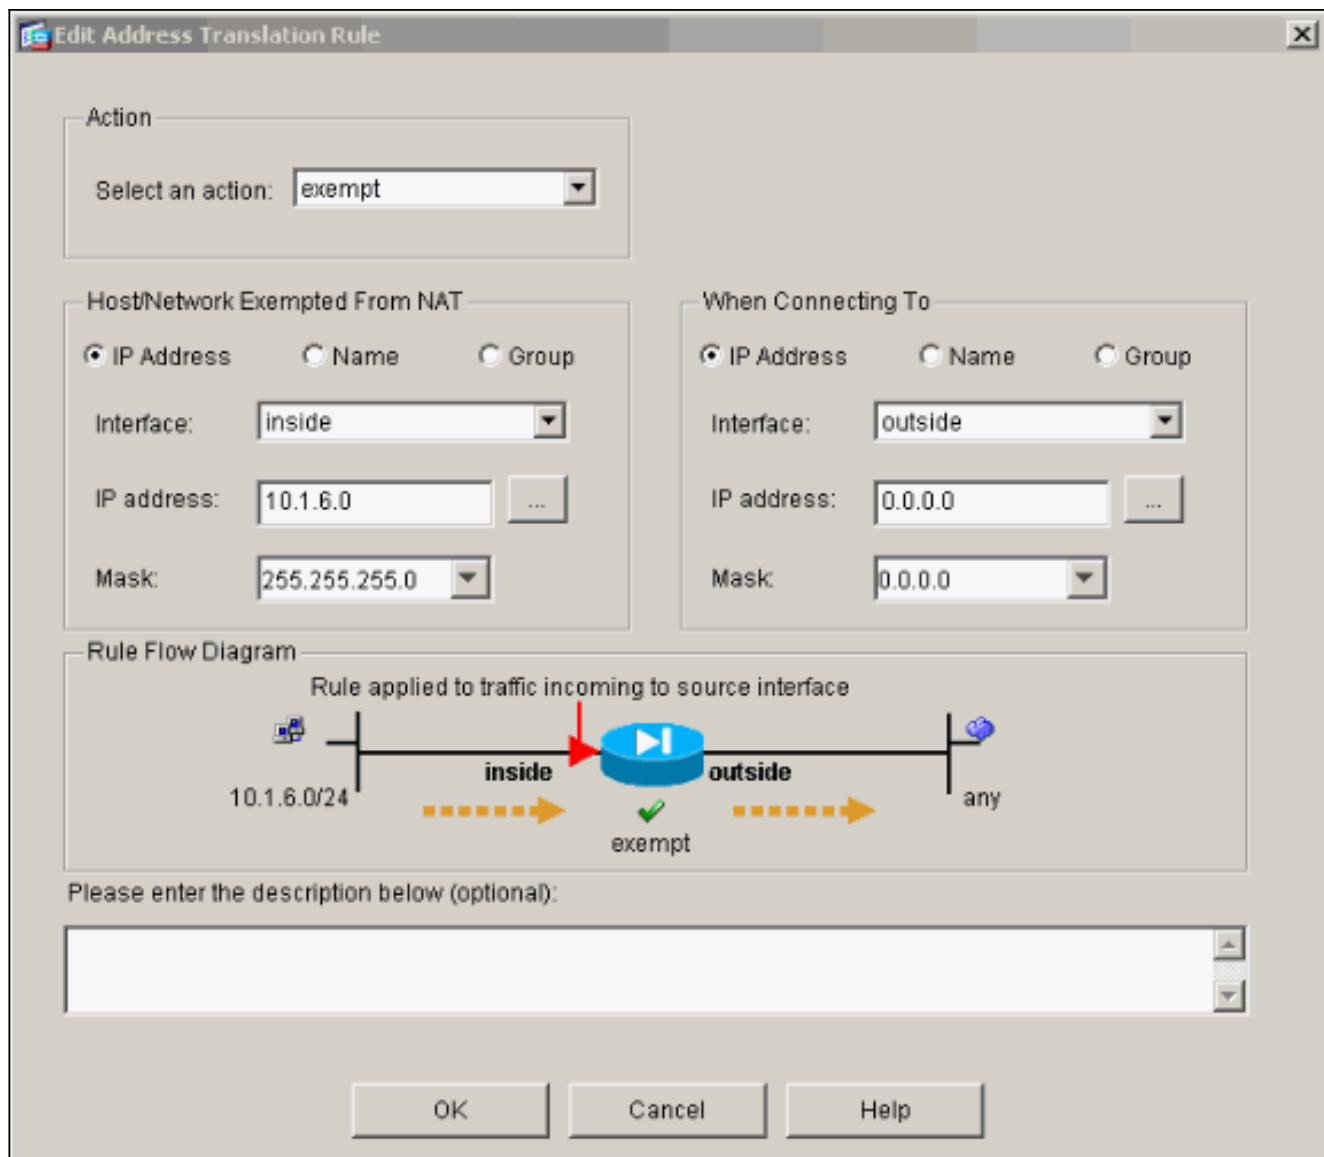 Edit Address Translation Rule
Action
Select an action: exempt
Host/Network Exempted From NAT
IP Address Name Group
Interface: inside
IP address: 10.1.6.0 ...
Mask: 255.255.255.0
When Connecting To
IP Address Name Group
Interface: outside
IP address: 0.0.0.0 ...
Mask: 0.0.0.0
Rule Flow Diagram
Rule applied to traffic incoming to source interface
inside outside
10.1.6.0/24 any
exempt
Please enter the description below (optional):
OK Cancel Help